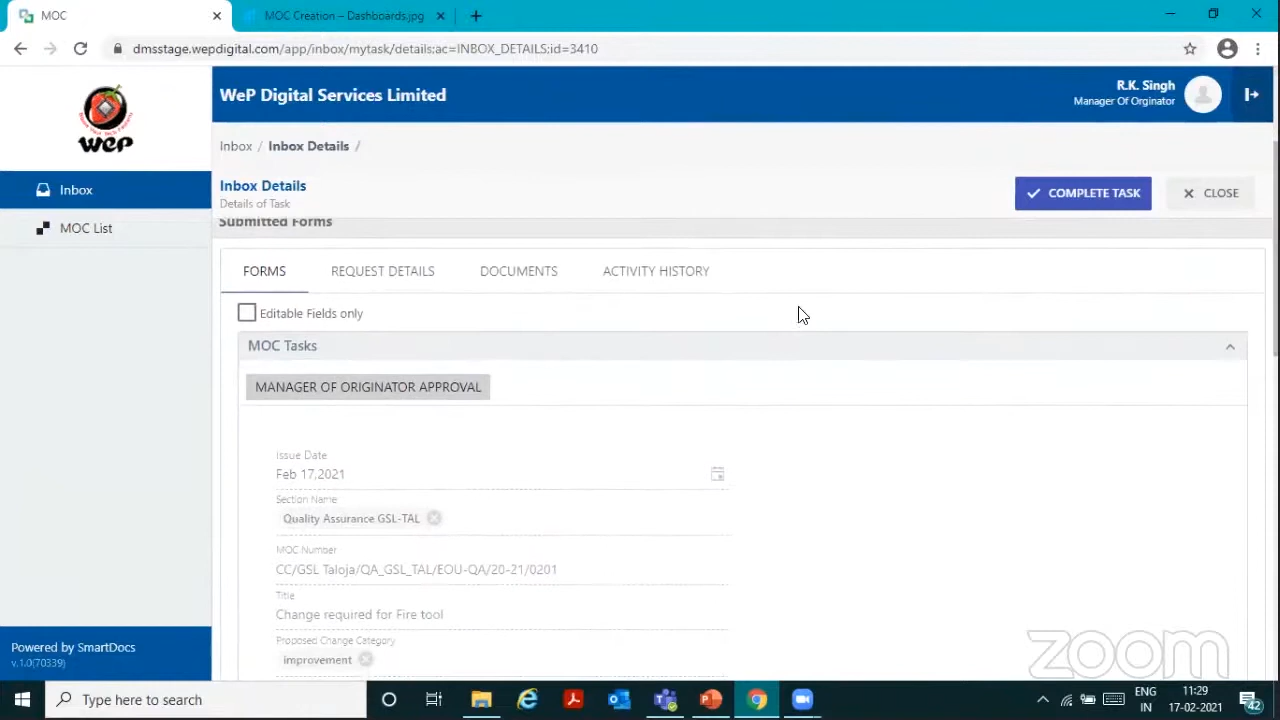 MOC
MOC Creation – Dashboards.jpg
dmsstage.wepdigital.com/app/inbox/mytask/details;ac=INBOX_DETAILS;id=3410
WeP Digital Services Limited
R.K. Singh
Manager Of Orginator
WeP
Inbox / Inbox Details /
Inbox Details
Details of Task
COMPLETE TASK
CLOSE
Inbox
MOC List
Submitted Forms
FORMS
REQUEST DETAILS
DOCUMENTS
ACTIVITY HISTORY
Editable Fields only
MOC Tasks
MANAGER OF ORIGINATOR APPROVAL
Issue Date
Feb 17,2021
Section Name
Quality Assurance GSL-TAL
MOC Number
CC/GSL Taloja/QA_GSL_TAL/EOU-QA/20-21/0201
Title
Change required for Fire tool
Proposed Change Category
improvement
Powered by SmartDocs
v.1.0(70339)
zoom
Type here to search
ENG
IN
11:29
17-02-2021
42